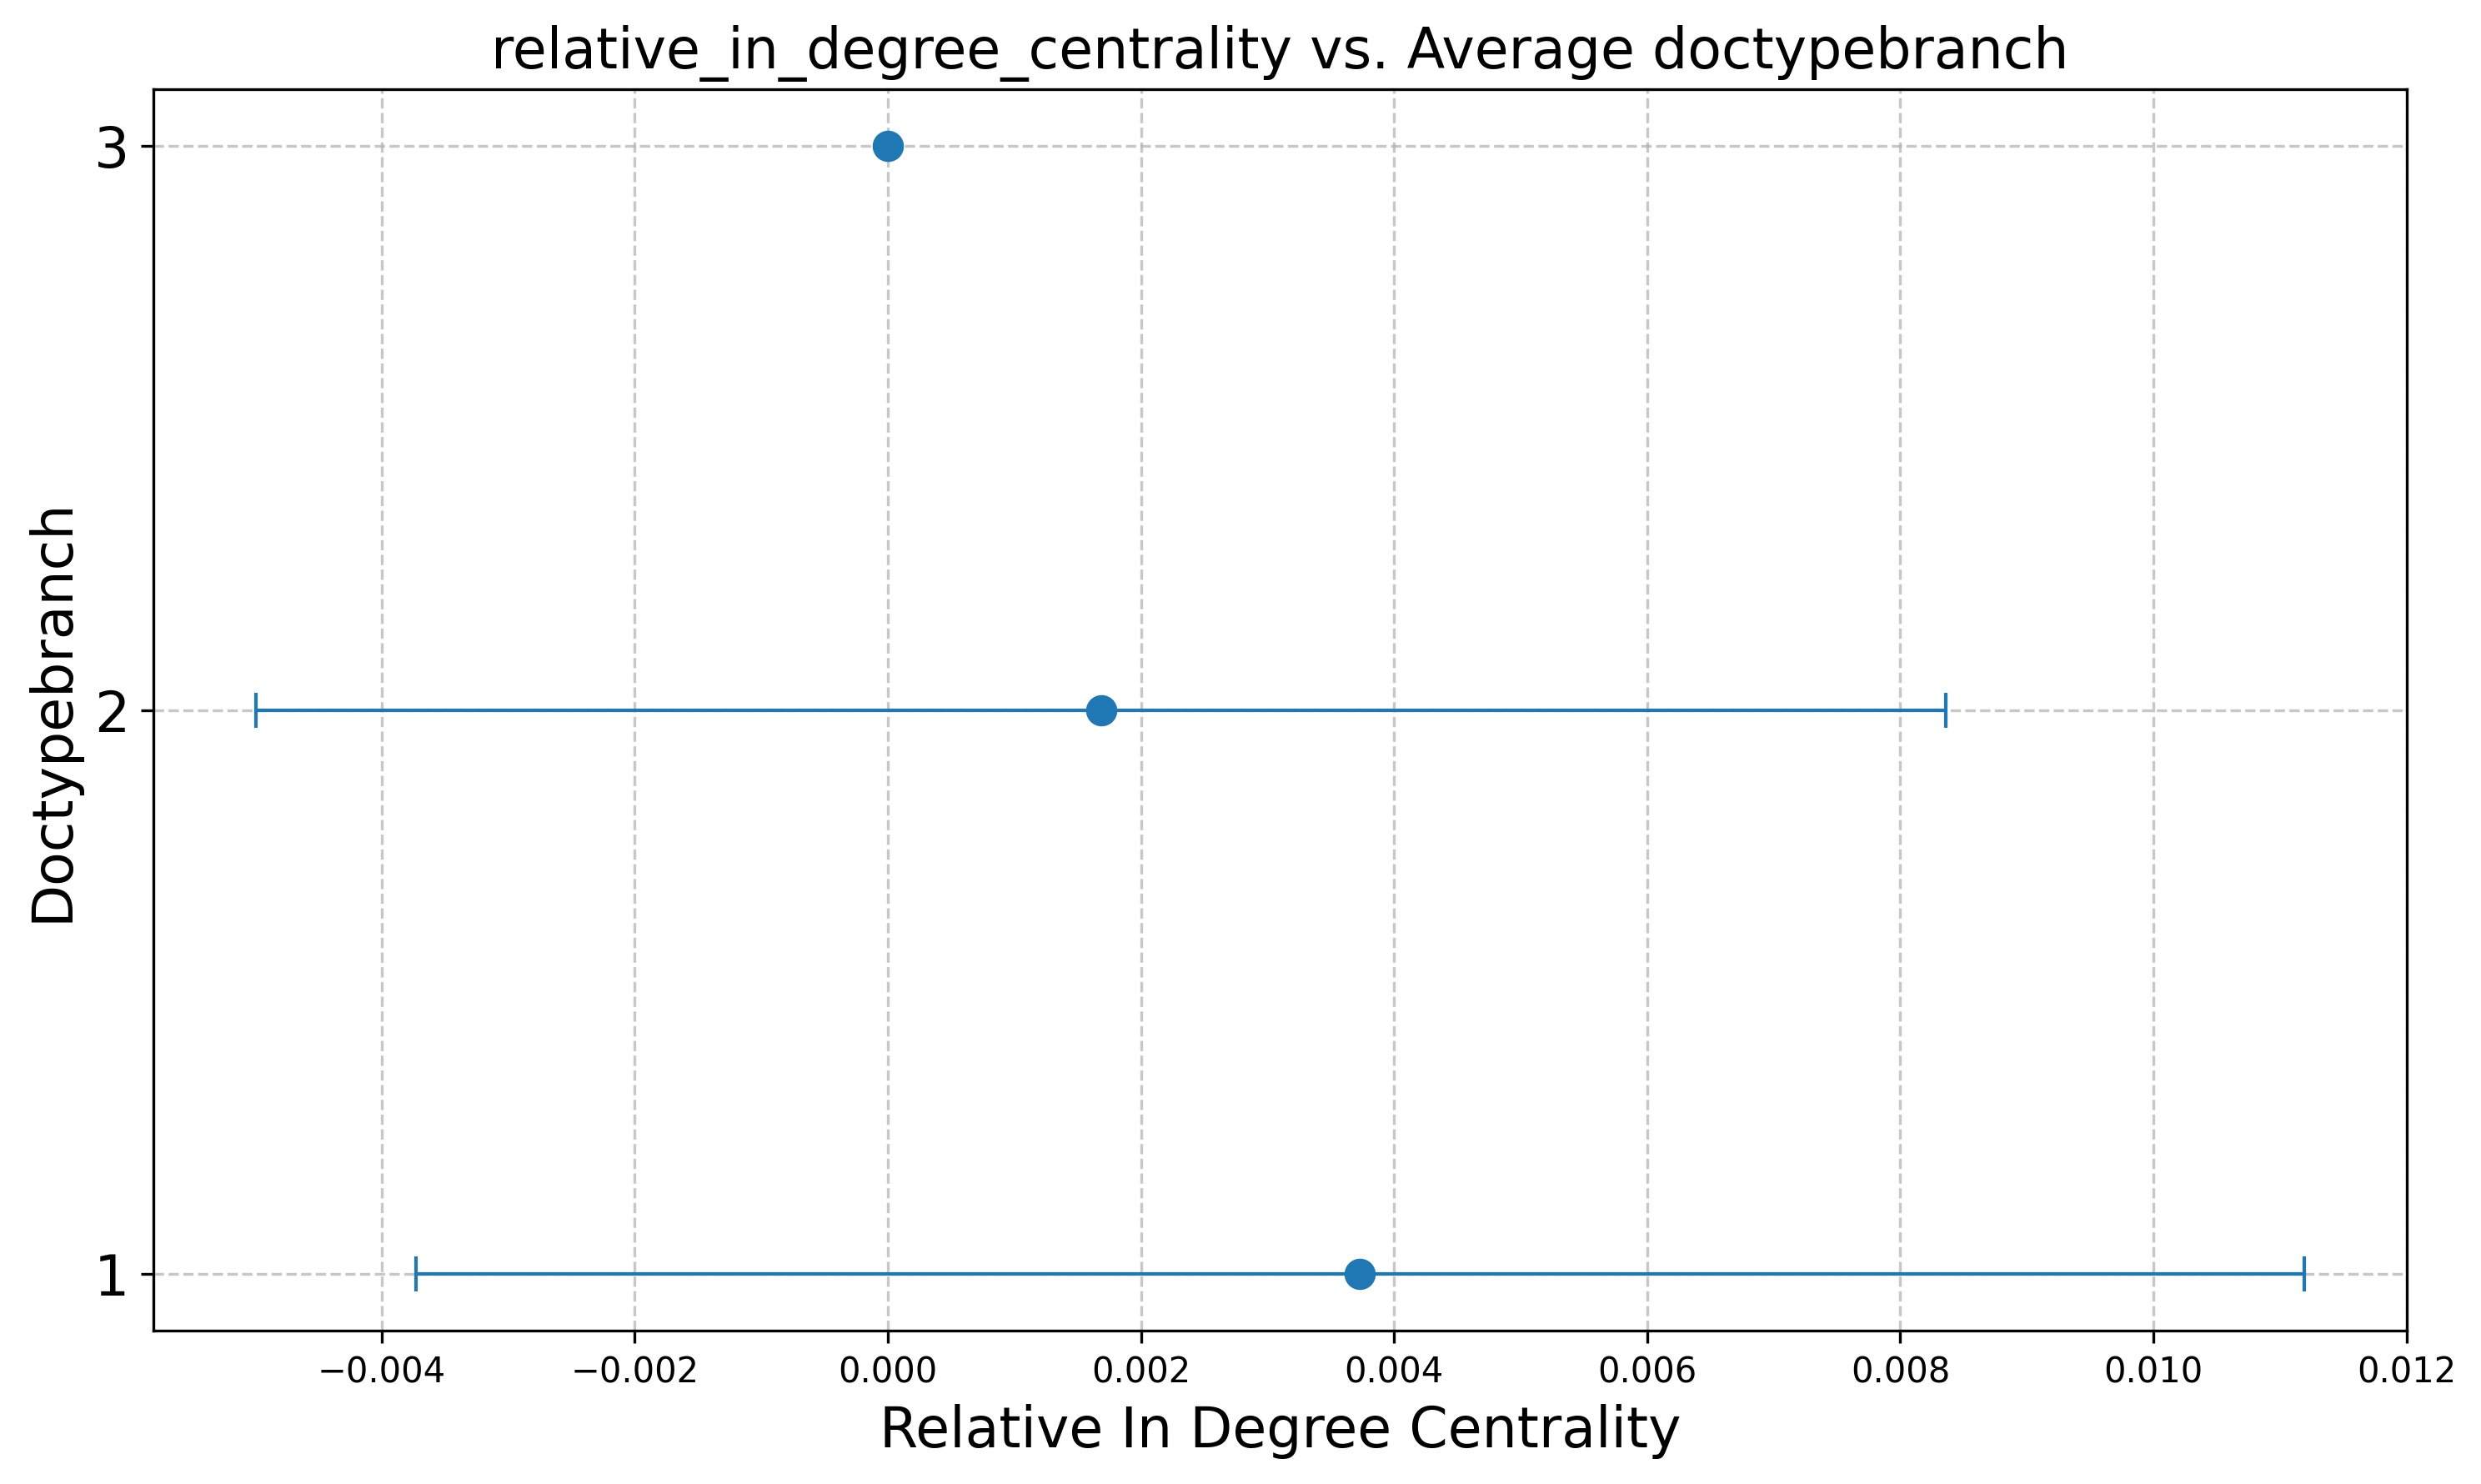 relative_in_degree_centrality vs. Average doctypebranch
Doctypebranch
3
2
1
−0.004 −0.002 0.000 0.002 0.004 0.006 0.008 0.010 0.012
Relative In Degree Centrality